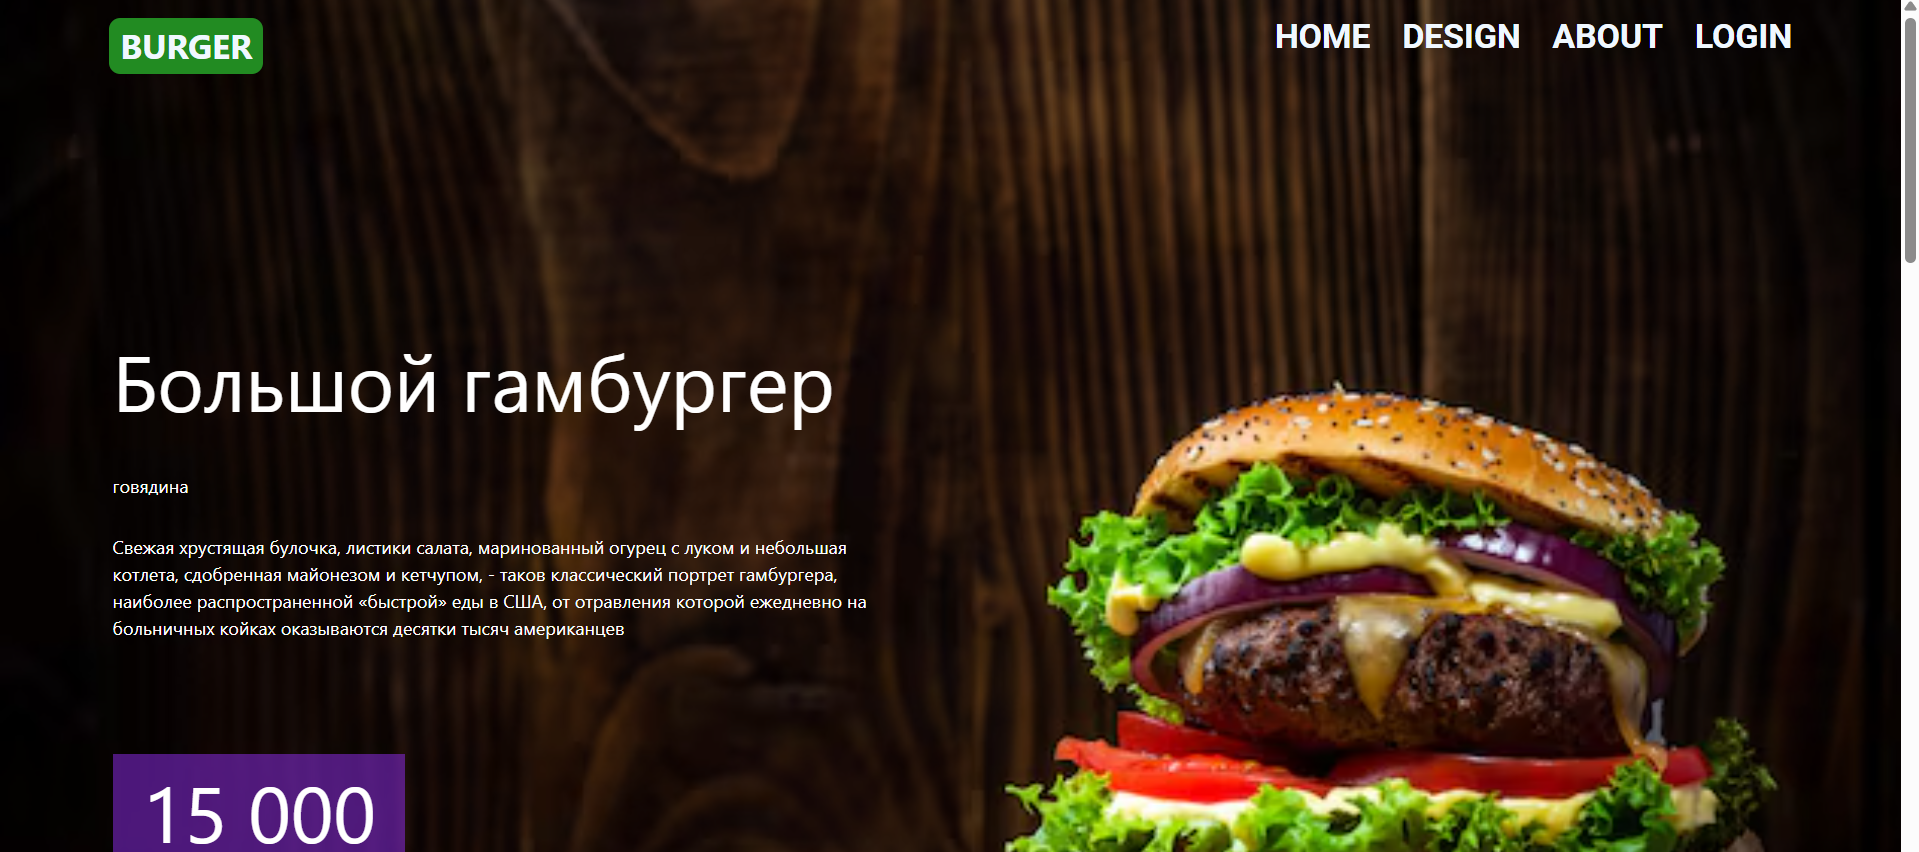 BURGER
HOME DESIGN ABOUT LOGIN
Большой гамбургер
говядина
Свежая хрустящая булочка, листики салата, маринованный огурец с луком и небольшая
котлета, сдобренная майонезом и кетчупом, - таков классический портрет гамбургера,
наиболее распространенной «быстрой» еды в США, от отравления которой ежедневно на
больничных койках оказываются десятки тысяч американцев
15 000